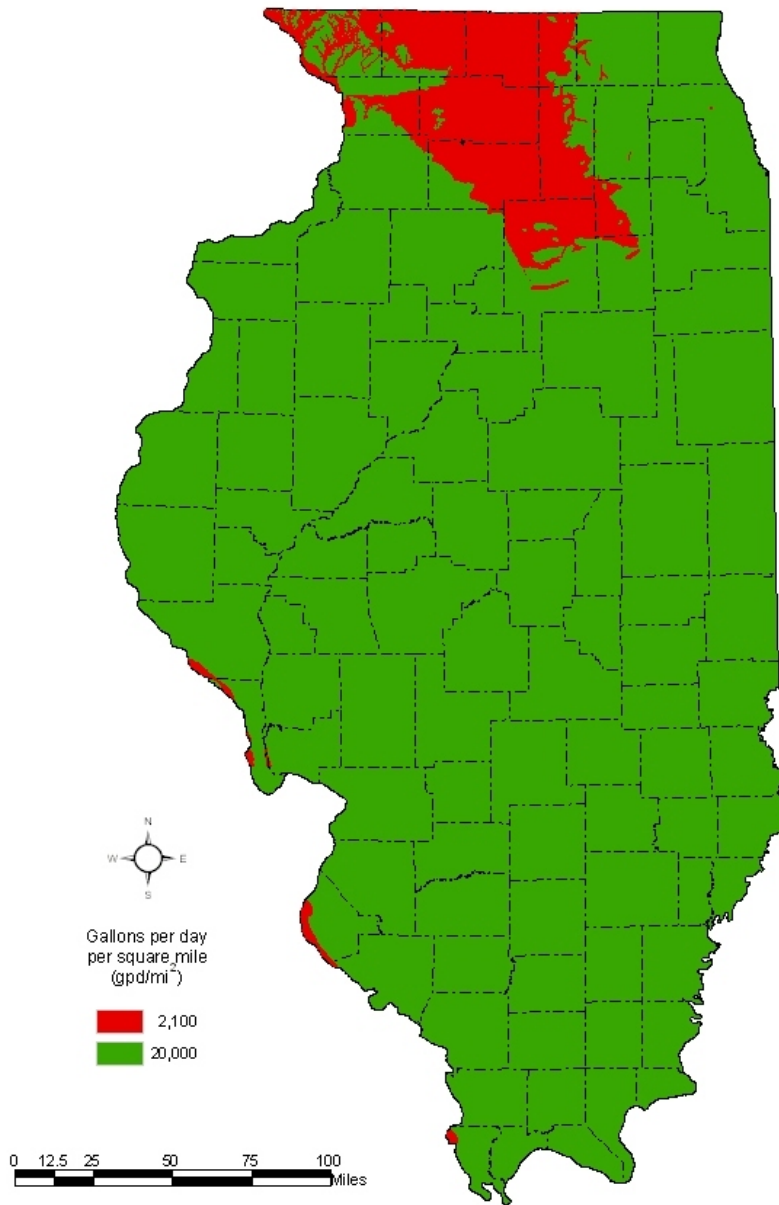 N
W E
S
Gallons per day
per square mile
(gpd/mi²)
2,100
20,000
0 12.5 25 50 75 100
Miles